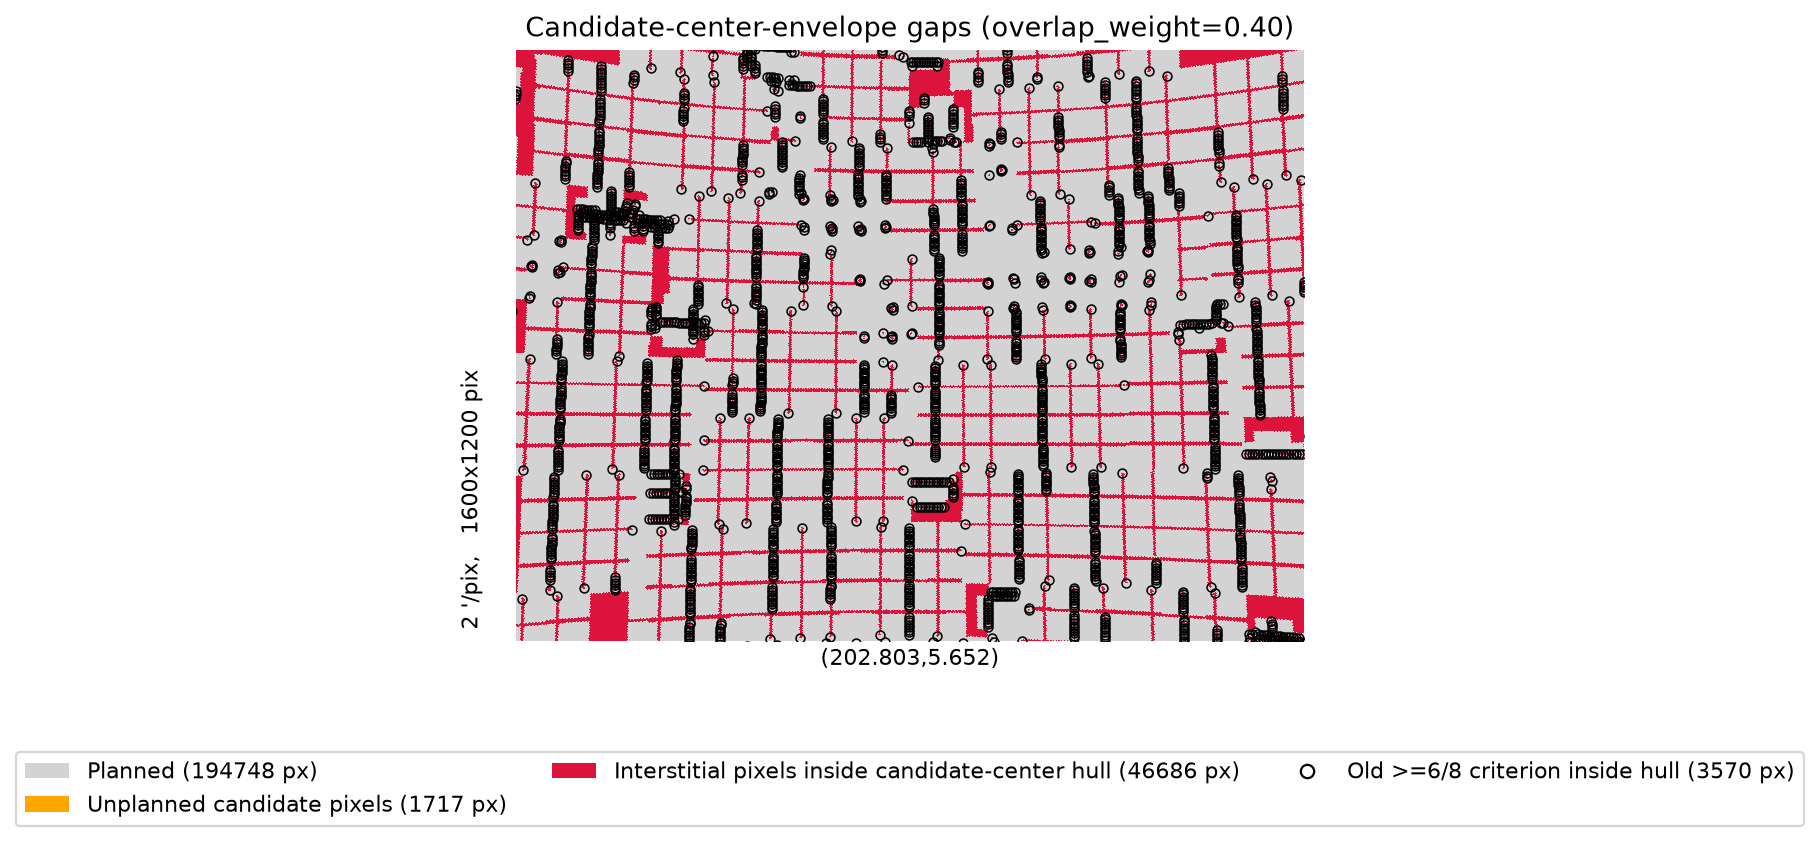 Candidate-center-envelope gaps (overlap_weight=0.40)
2 '/pix,   1600x1200 pix
(202.803,5.652)
Planned (194748 px)
Unplanned candidate pixels (1717 px)
Interstitial pixels inside candidate-center hull (46686 px)
Old >=6/8 criterion inside hull (3570 px)